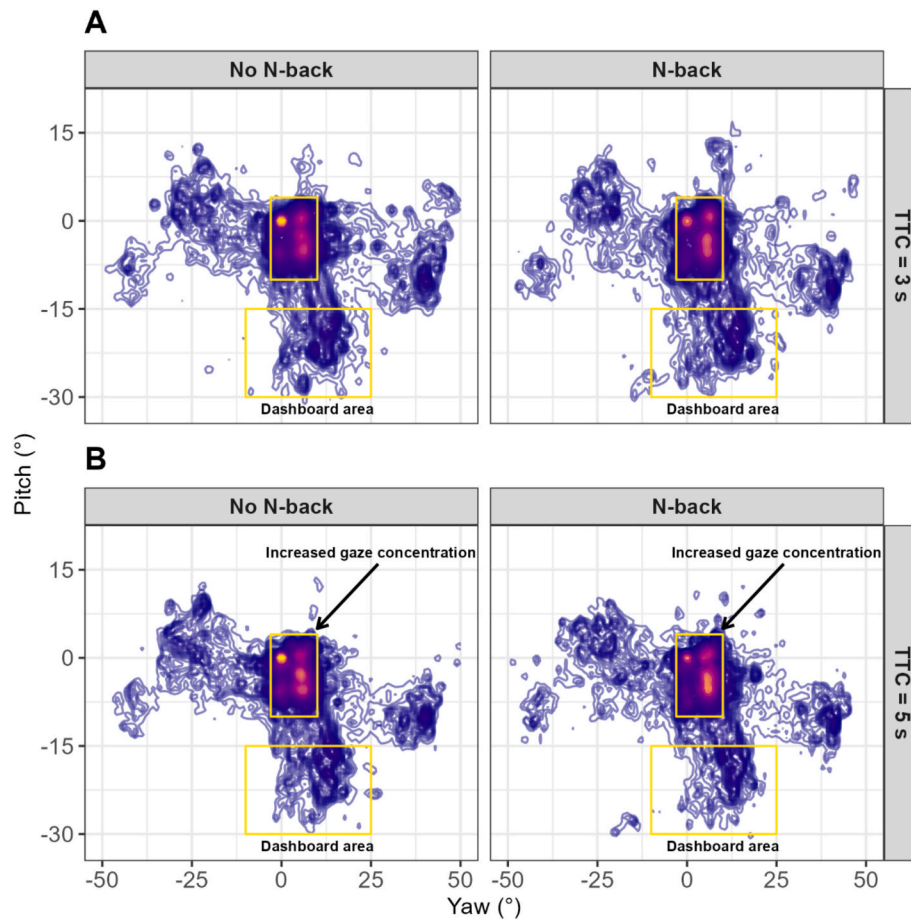 A
No N-back
N-back
15
0
-15
-30
Dashboard area
Dashboard area
TTC = 3 s
Pitch (°)
B
No N-back
N-back
Increased gaze concentration
Increased gaze concentration
15
0
-15
-30
Dashboard area
Dashboard area
TTC = 5 s
-50
-25
0
25
50
-50
-25
0
25
50
Yaw (°)